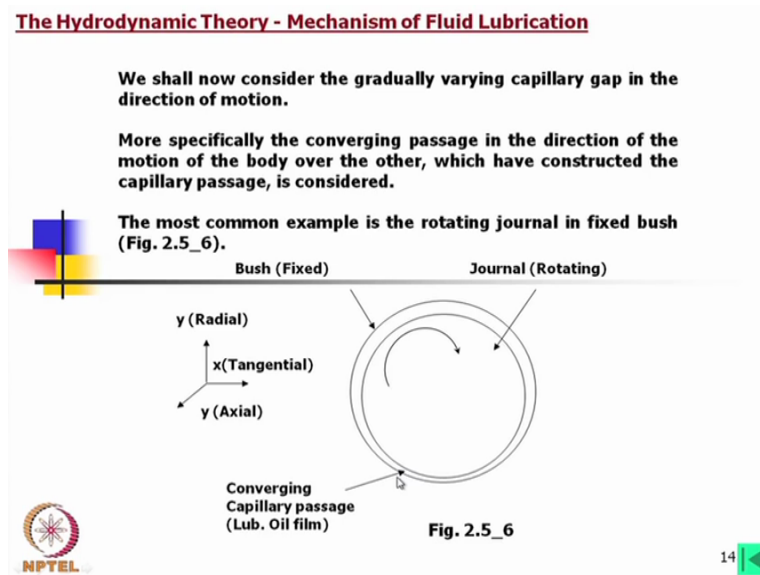 The Hydrodynamic Theory - Mechanism of Fluid Lubrication
We shall now consider the gradually varying capillary gap in the
direction of motion.
More specifically the converging passage in the direction of the
motion of the body over the other, which have constructed the
capillary passage, is considered.
The most common example is the rotating journal in fixed bush
(Fig. 2.5_6).
Bush (Fixed)
Journal (Rotating)
y (Radial)
x(Tangential)
y (Axial)
Converging
Capillary passage
(Lub. Oil film)
Fig. 2.5_6
NPTEL
14